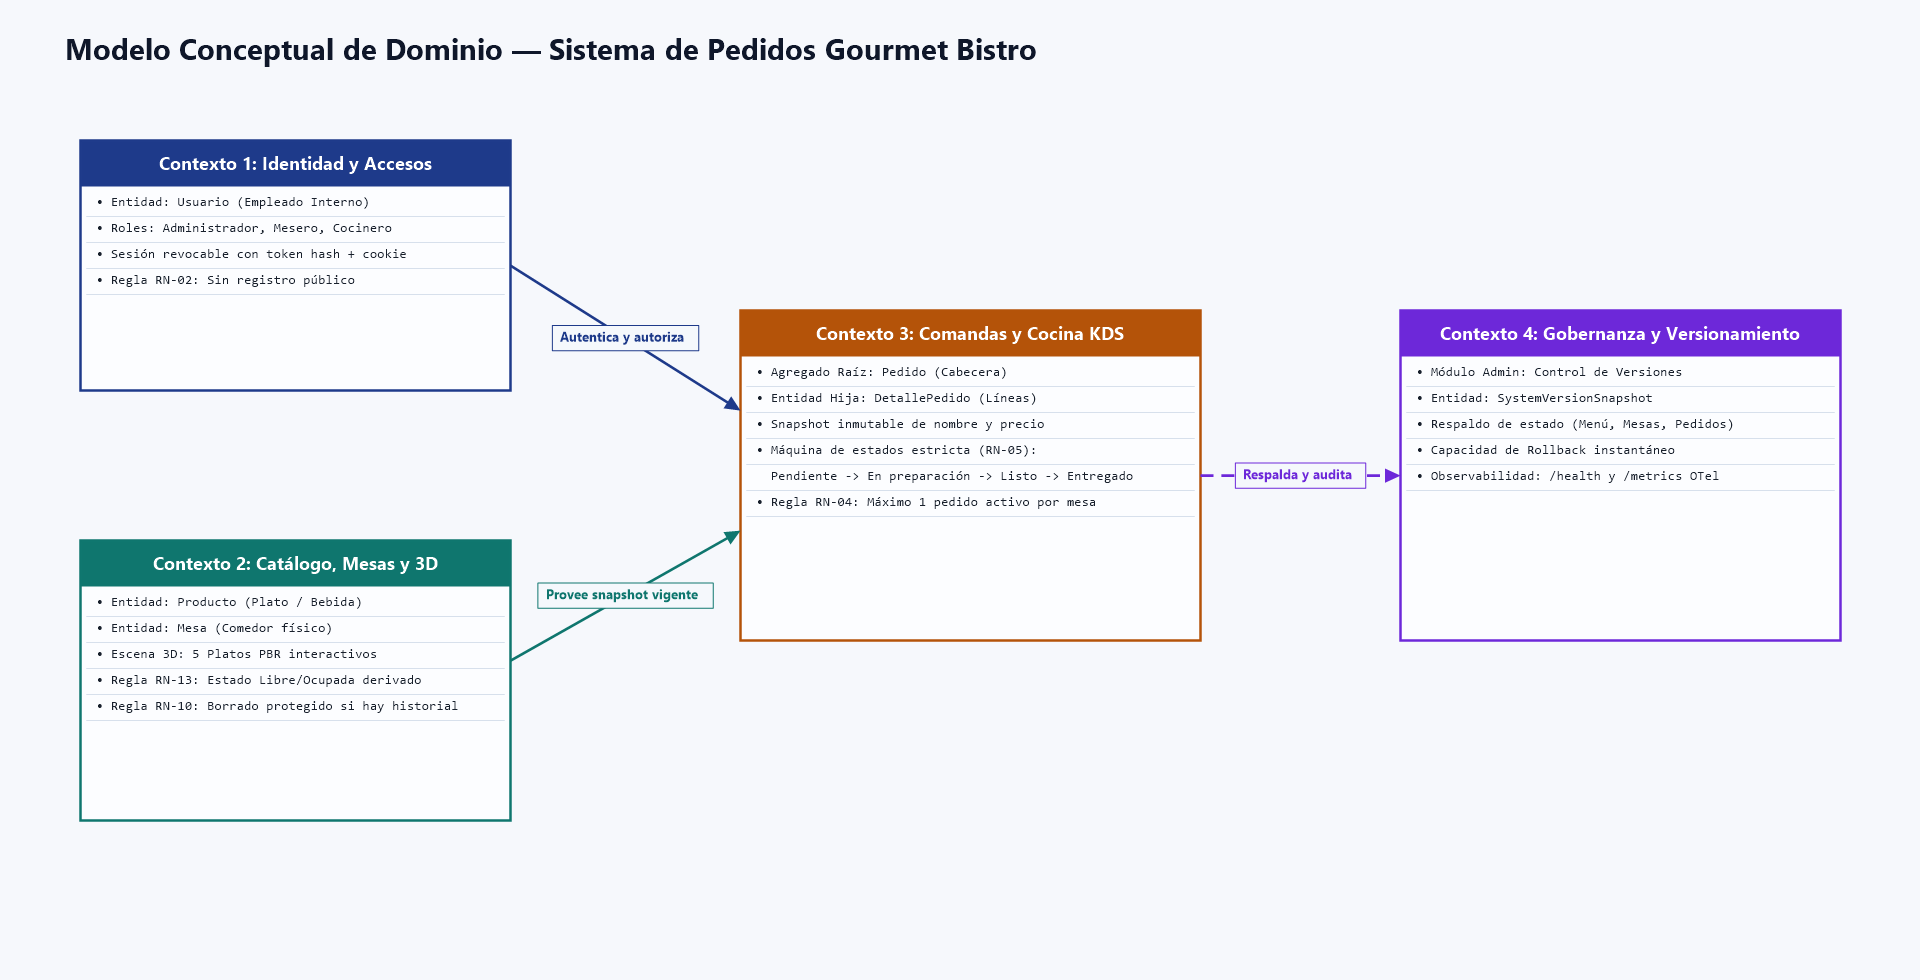 Modelo Conceptual de Dominio — Sistema de Pedidos Gourmet Bistro
Contexto 1: Identidad y Accesos
• Entidad: Usuario (Empleado Interno)
• Roles: Administrador, Mesero, Cocinero
• Sesión revocable con token hash + cookie
• Regla RN-02: Sin registro público
Autentica y autoriza
Contexto 2: Catálogo, Mesas y 3D
• Entidad: Producto (Plato / Bebida)
• Entidad: Mesa (Comedor físico)
• Escena 3D: 5 Platos PBR interactivos
• Regla RN-13: Estado Libre/Ocupada derivado
• Regla RN-10: Borrado protegido si hay historial
Provee snapshot vigente
Contexto 3: Comandas y Cocina KDS
• Agregado Raíz: Pedido (Cabecera)
• Entidad Hija: DetallePedido (Líneas)
• Snapshot inmutable de nombre y precio
• Máquina de estados estricta (RN-05):
Pendiente -> En preparación -> Listo -> Entregado
• Regla RN-04: Máximo 1 pedido activo por mesa
Respalda y audita
Contexto 4: Gobernanza y Versionamiento
• Módulo Admin: Control de Versiones
• Entidad: SystemVersionSnapshot
• Respaldo de estado (Menú, Mesas, Pedidos)
• Capacidad de Rollback instantáneo
• Observabilidad: /health y /metrics OTel